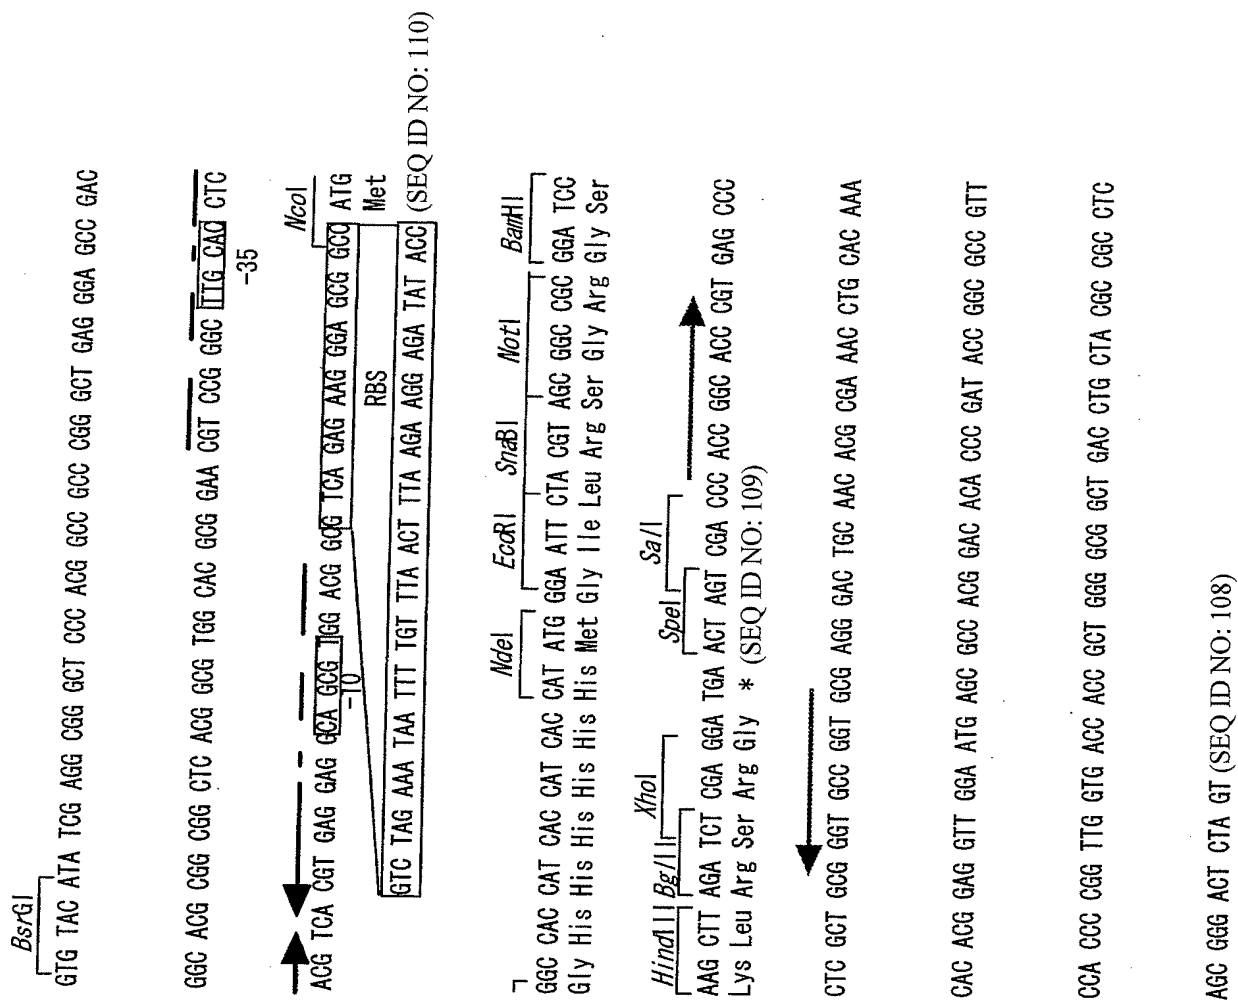 BsrGI
GTG TAC ATA TCG AGG CGG GCT CCC ACG GCC GCC CGG GCT GAG GGA GCC GAC
GGC ACG CGG CGG CTC ACG GCG TGG CAC GCG GAA CGT CCG GGC TTG CAC CTC
-35
NcoI
ACG TCA CGT GAG GAG GCA GCG TGG ACG GCG TCA GAG AAG GGA GCG GCC ATG
-10
RBS
Met
GTC TAG AAA TAA TTT TGT TTA ACT TTA AGA AGG AGA TAT ACC (SEQ ID NO: 110)
NdeI EcoRI SnaBI NotI BamHI
GGC CAC CAT CAC CAT CAC CAT ATG GGA ATT CTA CGT AGC GGC CGC GGA TCC
Gly His His His His His His Met Gly Ile Leu Arg Ser Gly Arg Gly Ser
HindIII BglII XhoI SpeI SalI
AAG CTT AGA TCT CGA GGA TGA ACT AGT CGA CCC ACC GGC ACC CGT GAG CCC
Lys Leu Arg Ser Arg Gly * (SEQ ID NO: 109)
CTC GCT GCG GGT GCC GGT GCG AGG GAC TGC AAC ACG CGA AAC CTG CAC AAA
CAC ACG GAG GTT GGA ATG AGC GCC ACG GAC ACA CCC GAT ACC GGC GCC GTT
CCA CCC CGG TTG GTG ACC ACC GCT GGG GCG GCT GAC CTG CTA CGC CGC CTC
AGC GGG ACT CTA GT (SEQ ID NO: 108)